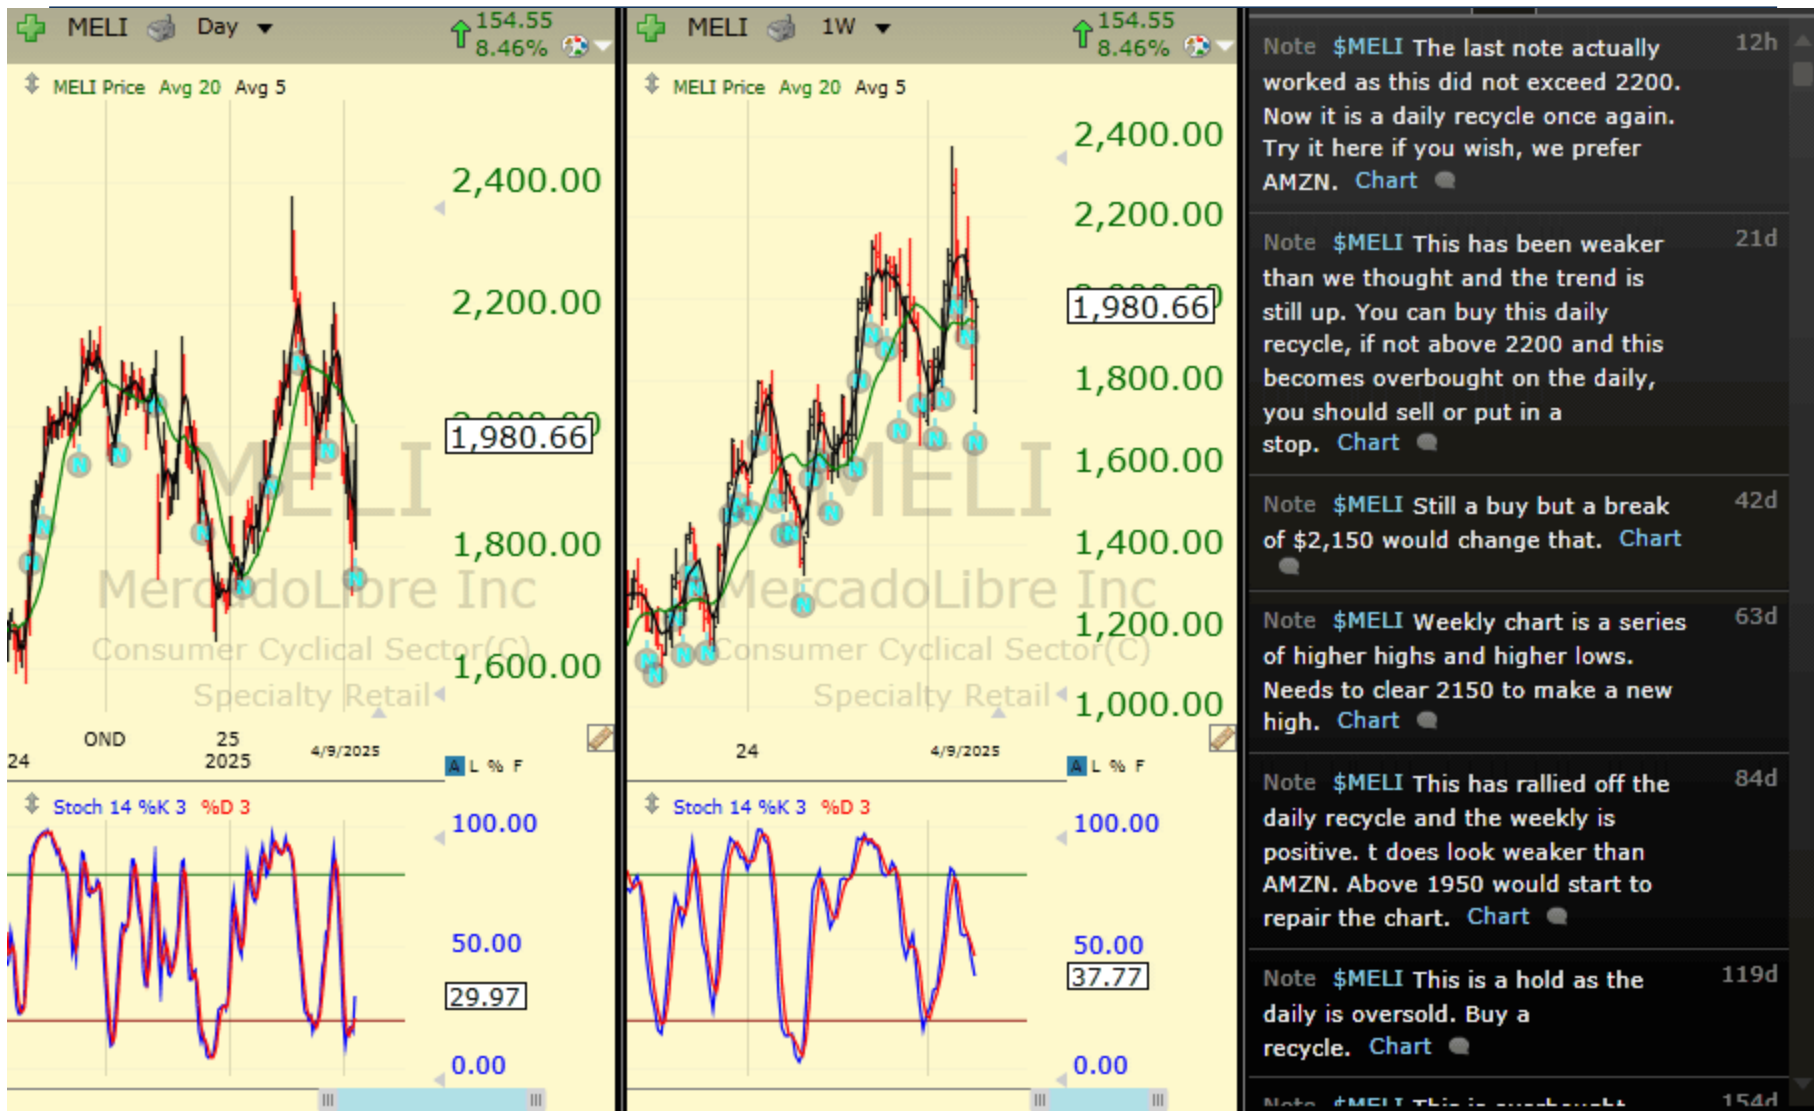 MELI Day 154.55
8.46%
MELI Price Avg 20 Avg 5
2,400.00
2,200.00
1,980.66
1,800.00
1,600.00
MELI
MercadoLibre Inc
Consumer Cyclical Sector(C)
Specialty Retail
24 OND 25 4/9/2025
2025
A L % F
Stoch 14 %K 3 %D 3
100.00
50.00
29.97
0.00
MELI 1W 154.55
8.46%
MELI Price Avg 20 Avg 5
2,400.00
2,200.00
1,980.66
1,800.00
1,600.00
1,400.00
1,200.00
1,000.00
MELI
MercadoLibre Inc
Consumer Cyclical Sector(C)
Specialty Retail
24 4/9/2025
A L % F
Stoch 14 %K 3 %D 3
100.00
50.00
37.77
0.00
Note $MELI The last note actually 12h
worked as this did not exceed 2200.
Now it is a daily recycle once again.
Try it here if you wish, we prefer
AMZN. Chart
Note $MELI This has been weaker 21d
than we thought and the trend is
still up. You can buy this daily
recycle, if not above 2200 and this
becomes overbought on the daily,
you should sell or put in a
stop. Chart
Note $MELI Still a buy but a break 42d
of $2,150 would change that. Chart
Note $MELI Weekly chart is a series 63d
of higher highs and higher lows.
Needs to clear 2150 to make a new
high. Chart
Note $MELI This has rallied off the 84d
daily recycle and the weekly is
positive. t does look weaker than
AMZN. Above 1950 would start to
repair the chart. Chart
Note $MELI This is a hold as the 119d
daily is oversold. Buy a
recycle. Chart
Note $MELI This is overbought 154d